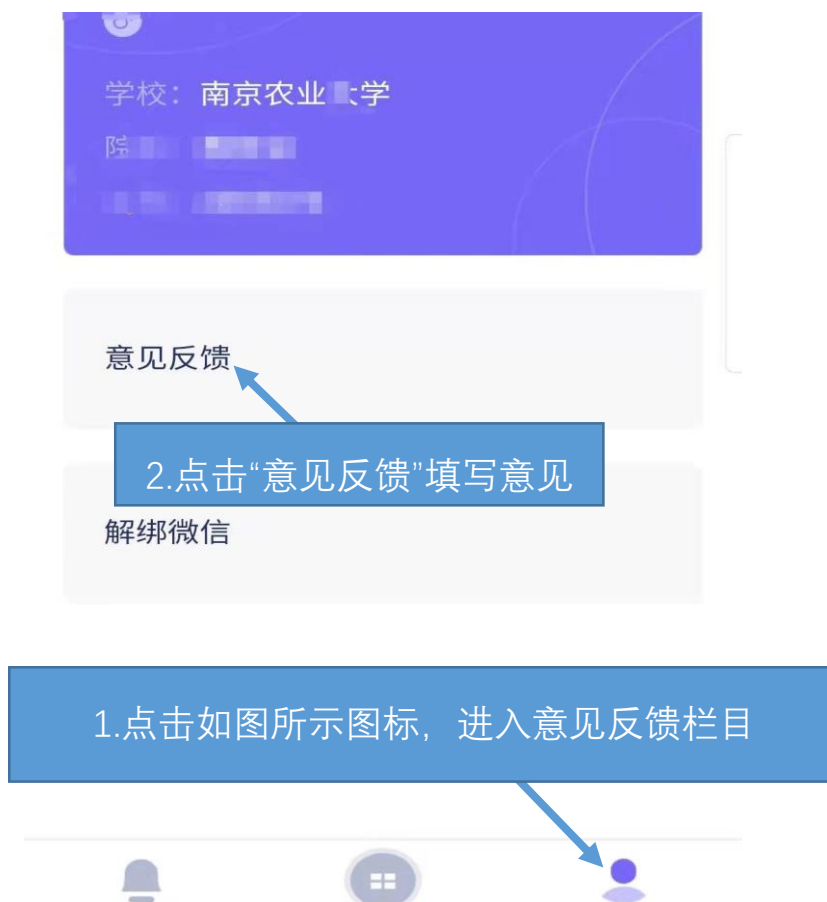 学校：南京农业 学
院
意见反馈
2.点击“意见反馈”填写意见
解绑微信
1.点击如图所示图标，进入意见反馈栏目